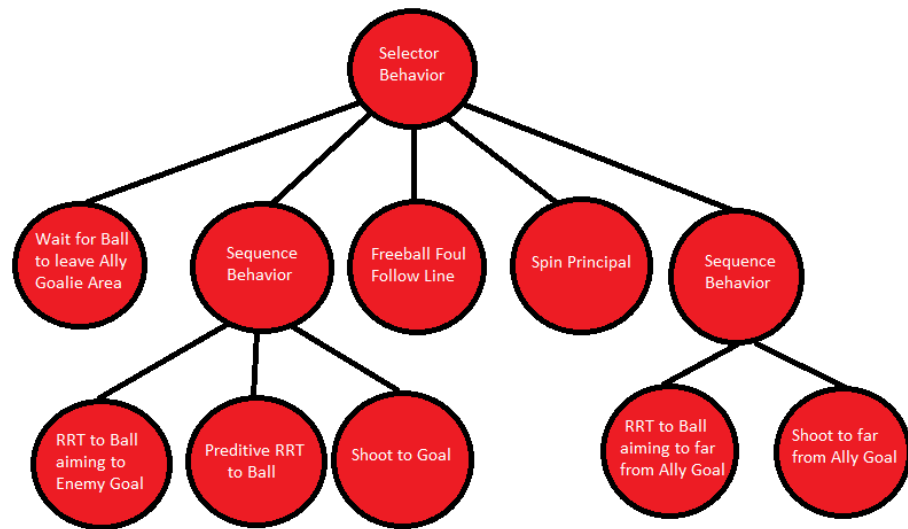 Selector
Behavior
Wait for Ball
to leave Ally
Goalie Area
Sequence
Behavior
Freeball Foul
Follow Line
Spin Principal
Sequence
Behavior
RRT to Ball
aiming to
Enemy Goal
Preditive RRT
to Ball
Shoot to Goal
RRT to Ball
aiming to far
from Ally Goal
Shoot to far
from Ally Goal